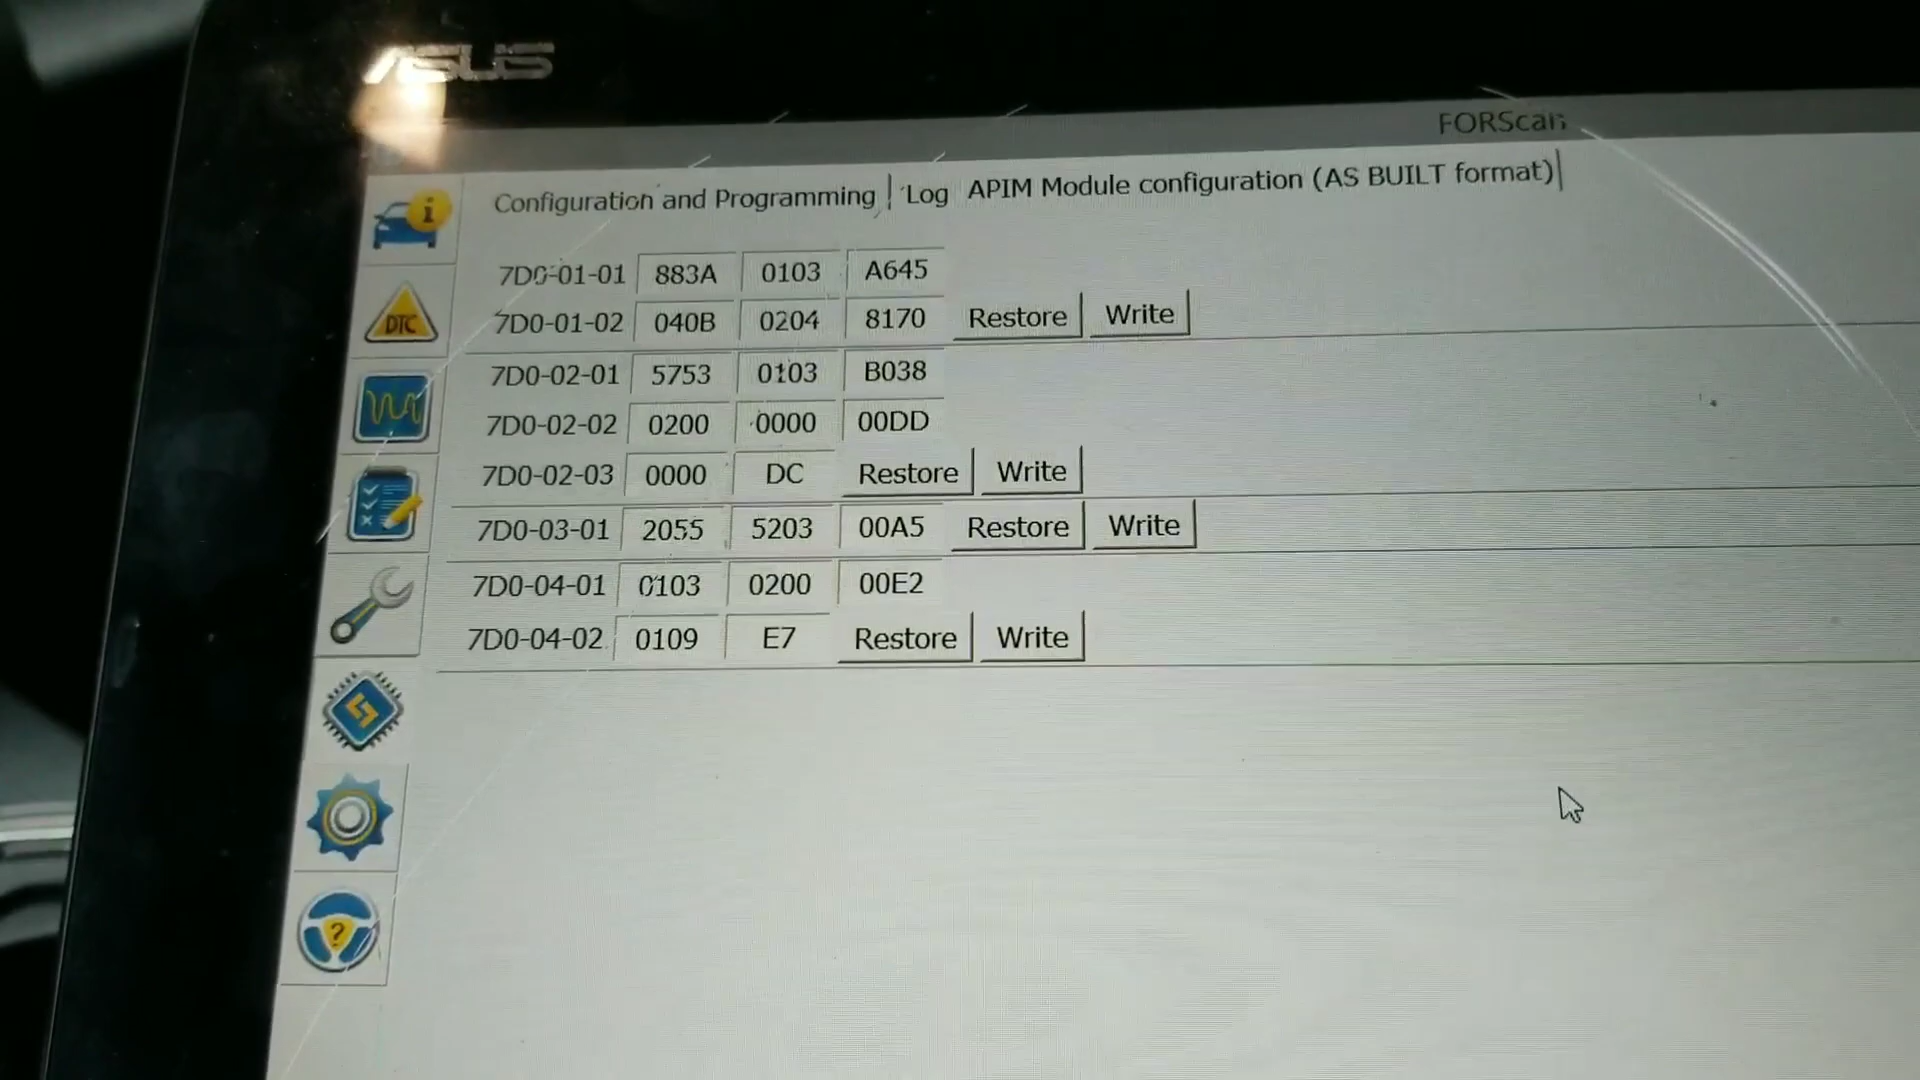 ASUS
FORScan
Configuration and Programming Log APIM Module configuration (AS BUILT format)
7D0-01-01 883A 0103 A645
7D0-01-02 040B 0204 8170 Restore Write
7D0-02-01 5753 0103 B038
7D0-02-02 0200 0000 00DD
7D0-02-03 0000 DC Restore Write
7D0-03-01 2055 5203 00A5 Restore Write
7D0-04-01 0103 0200 00E2
7D0-04-02 0109 E7 Restore Write
i
DTC
?